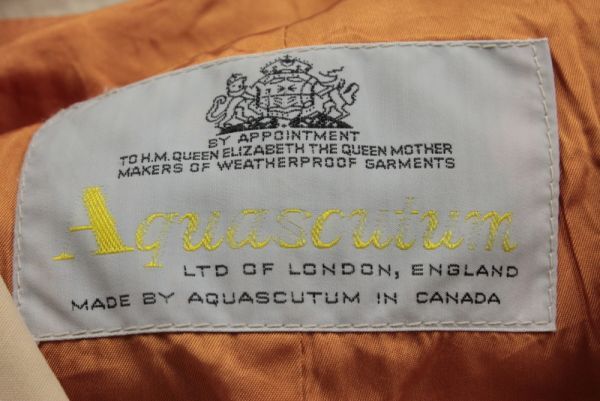 BY APPOINTMENT
TO H.M. QUEEN ELIZABETH THE QUEEN MOTHER
MAKERS OF WEATHERPROOF GARMENTS
Aquascutum
LTD OF LONDON, ENGLAND
MADE BY AQUASCUTUM IN CANADA